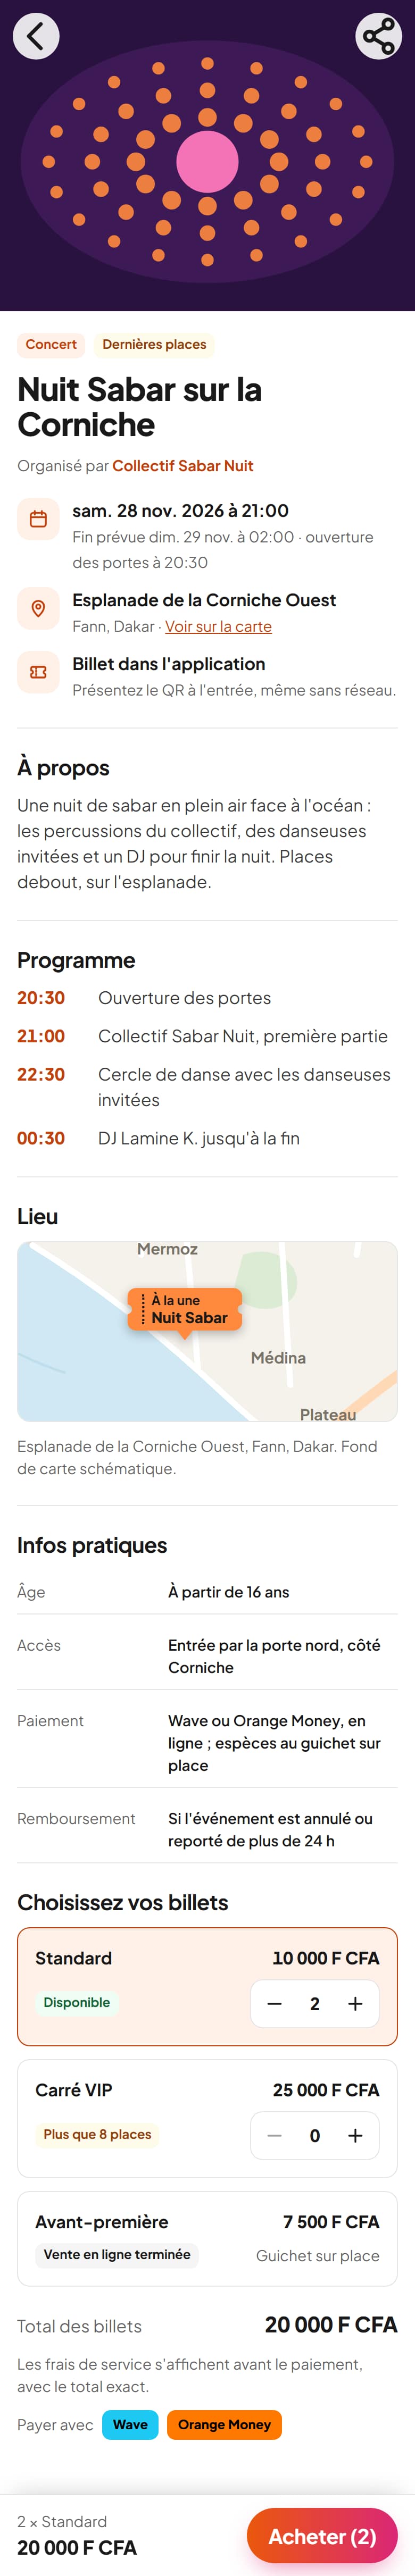 Concert
Dernières places
Nuit Sabar sur la
Corniche
Organisé par Collectif Sabar Nuit
sam. 28 nov. 2026 à 21:00
Fin prévue dim. 29 nov. à 02:00 · ouverture
des portes à 20:30
Esplanade de la Corniche Ouest
Fann, Dakar · Voir sur la carte
Billet dans l'application
Présentez le QR à l'entrée, même sans réseau.
À propos
Une nuit de sabar en plein air face à l'océan :
les percussions du collectif, des danseuses
invitées et un DJ pour finir la nuit. Places
debout, sur l'esplanade.
Programme
20:30 Ouverture des portes
21:00 Collectif Sabar Nuit, première partie
22:30 Cercle de danse avec les danseuses
invitées
00:30 DJ Lamine K. jusqu'à la fin
Lieu
Mermoz
À la une
Nuit Sabar
Médina
Plateau
Esplanade de la Corniche Ouest, Fann, Dakar. Fond
de carte schématique.
Infos pratiques
Âge À partir de 16 ans
Accès Entrée par la porte nord, côté
Corniche
Paiement Wave ou Orange Money, en
ligne ; espèces au guichet sur
place
Remboursement Si l'événement est annulé ou
reporté de plus de 24 h
Choisissez vos billets
Standard 10 000 F CFA
Disponible 2
Carré VIP 25 000 F CFA
Plus que 8 places 0
Avant-première 7 500 F CFA
Vente en ligne terminée Guichet sur place
Total des billets 20 000 F CFA
Les frais de service s'affichent avant le paiement,
avec le total exact.
Payer avec Wave Orange Money
2 × Standard
20 000 F CFA
Acheter (2)